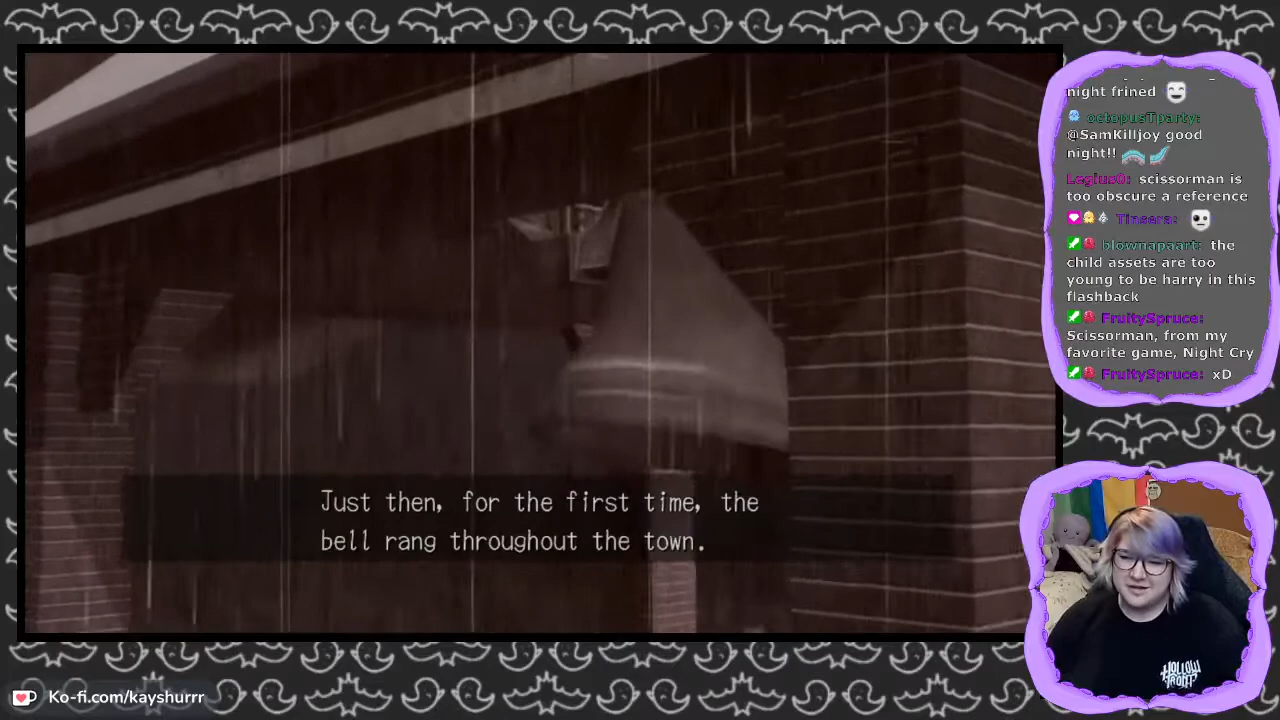 night frined
octopusTparty:
@SamKilljoy good
night!!
Legius0: scissorman is
too obscure a reference
Tinsera:
blownapaart: the
child assets are too
young to be harry in this
flashback
FruitySpruce:
Scissorman, from my
favorite game, Night Cry
FruitySpruce: xD
Just then, for the first time, the
bell rang throughout the town.
HOLLOW
FRONT
Ko-fi.com/kayshurrr